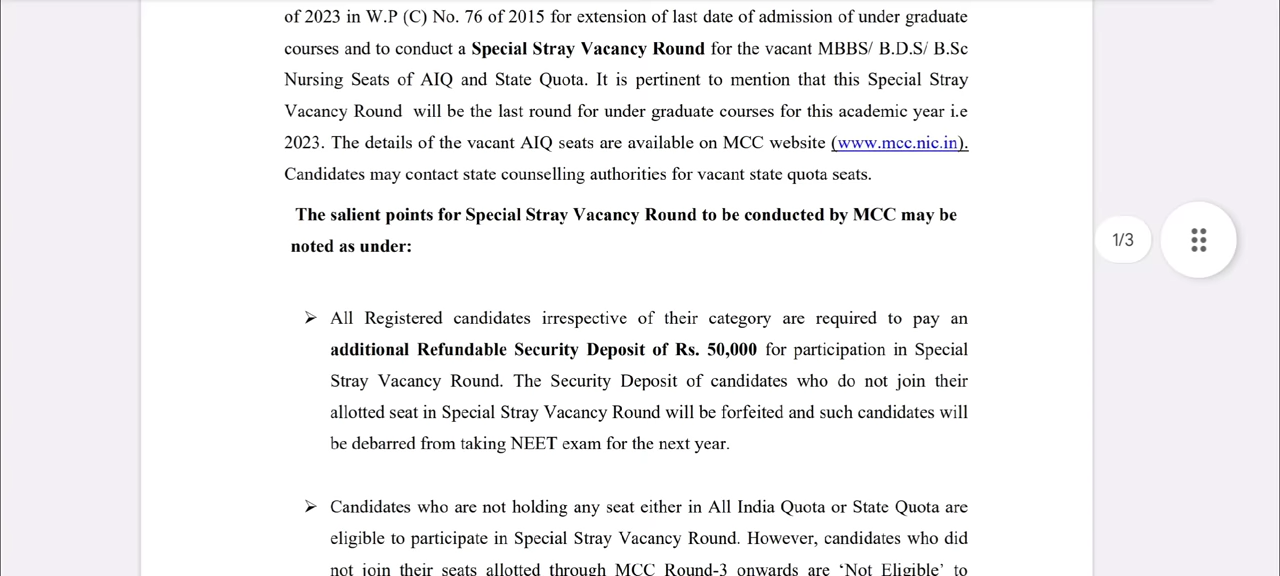 of 2023 in W.P (C) No. 76 of 2015 for extension of last date of admission of under graduate
courses and to conduct a Special Stray Vacancy Round for the vacant MBBS/ B.D.S/ B.Sc
Nursing Seats of AIQ and State Quota. It is pertinent to mention that this Special Stray
Vacancy Round will be the last round for under graduate courses for this academic year i.e
2023. The details of the vacant AIQ seats are available on MCC website (www.mcc.nic.in).
Candidates may contact state counselling authorities for vacant state quota seats.
The salient points for Special Stray Vacancy Round to be conducted by MCC may be
noted as under:
1/3
➢ All Registered candidates irrespective of their category are required to pay an
additional Refundable Security Deposit of Rs. 50,000 for participation in Special
Stray Vacancy Round. The Security Deposit of candidates who do not join their
allotted seat in Special Stray Vacancy Round will be forfeited and such candidates will
be debarred from taking NEET exam for the next year.
➢ Candidates who are not holding any seat either in All India Quota or State Quota are
eligible to participate in Special Stray Vacancy Round. However, candidates who did
not join their seats allotted through MCC Round-3 onwards are ‘Not Eligible’ to